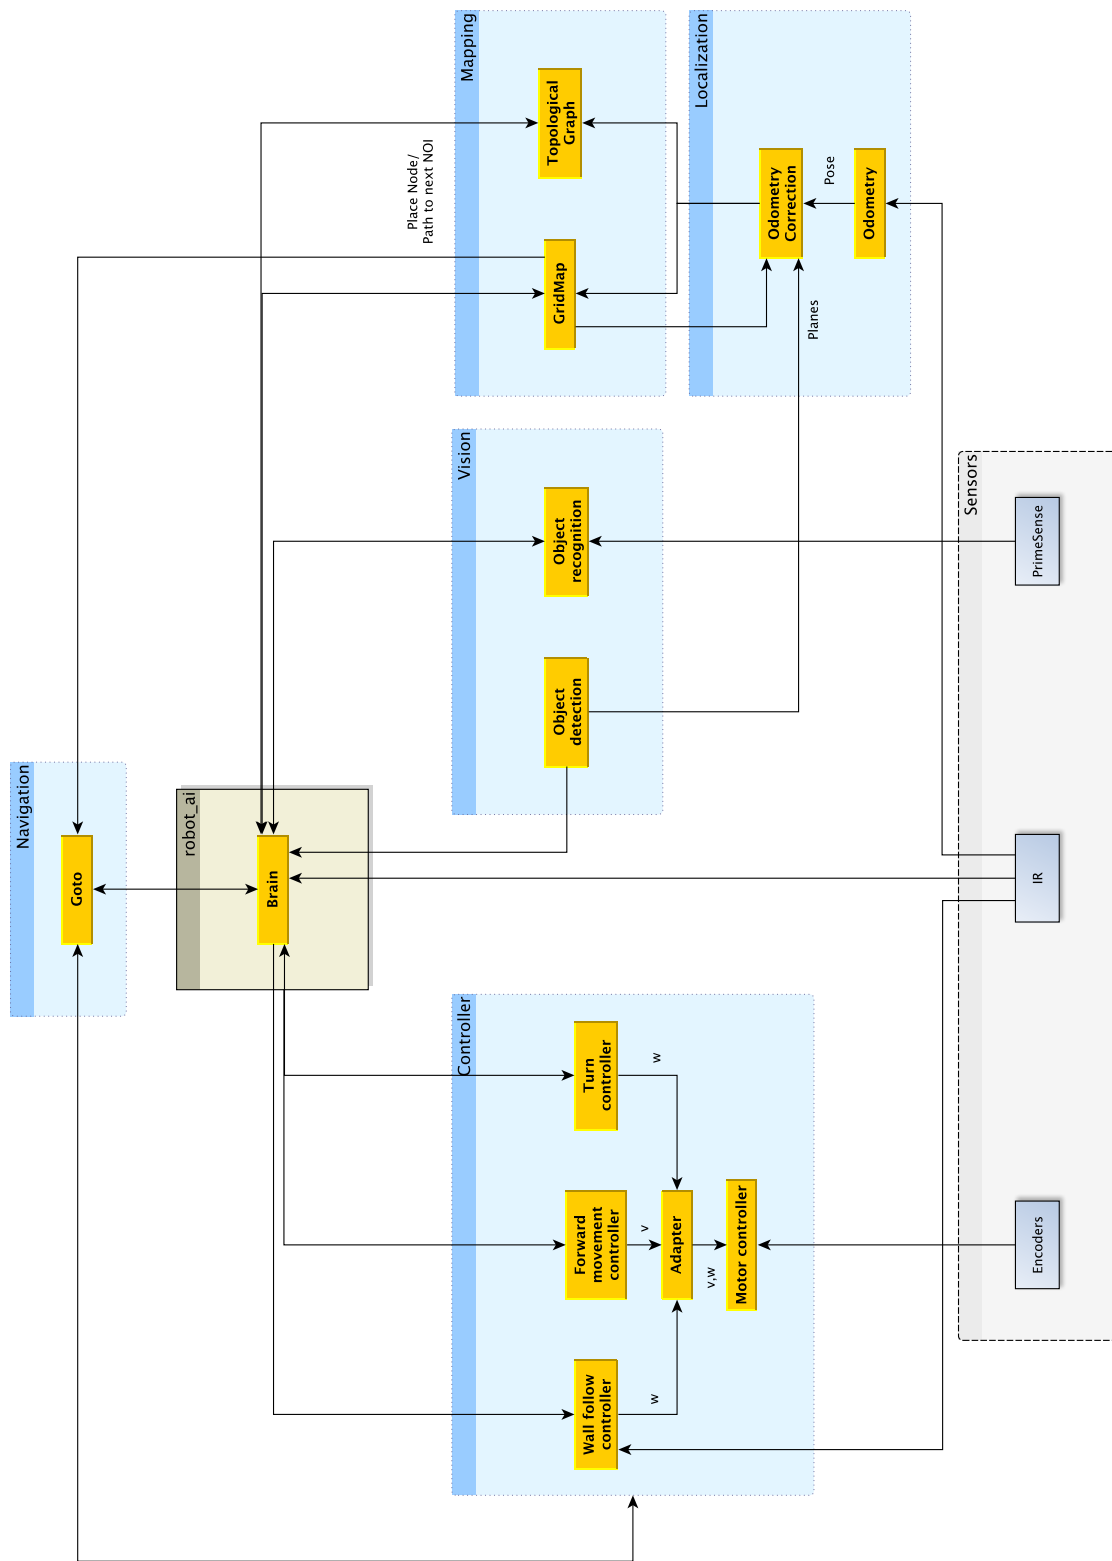 Navigation
Goto
robot_ai
Brain
Place Node/
Path to next NOI
Controller
Wall follow
controller
Forward
movement
controller
Turn
controller
w
v
w
Adapter
v,w
Motor controller
Vision
Object
detection
Object
recognition
Mapping
GridMap
Topological
Graph
Localization
Odometry
Correction
Planes
Pose
Odometry
Sensors
Encoders
IR
PrimeSense